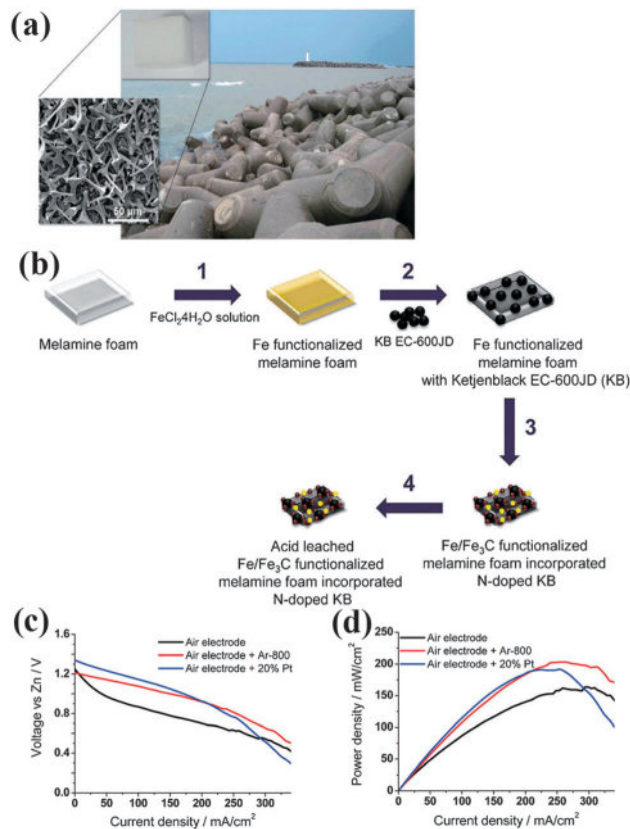 (a)
50 μm
(b)
1
2
FeCl₂4H₂O solution
KB EC-600JD
Melamine foam
Fe functionalized
melamine foam
Fe functionalized
melamine foam
with Ketjenblack EC-600JD (KB)
3
4
Acid leached
Fe/Fe₃C functionalized
melamine foam incorporated
N-doped KB
Fe/Fe₃C functionalized
melamine foam incorporated
N-doped KB
(c)
Air electrode
Air electrode + Ar-800
Air electrode + 20% Pt
Voltage vs Zn / V
1.6
1.2
0.8
0.4
0.0
0 50 100 150 200 250 300
Current density / mA/cm²
(d)
Air electrode
Air electrode + Ar-800
Air electrode + 20% Pt
Power density / mW/cm²
250
200
150
100
50
0
0 50 100 150 200 250 300
Current density / mA/cm²